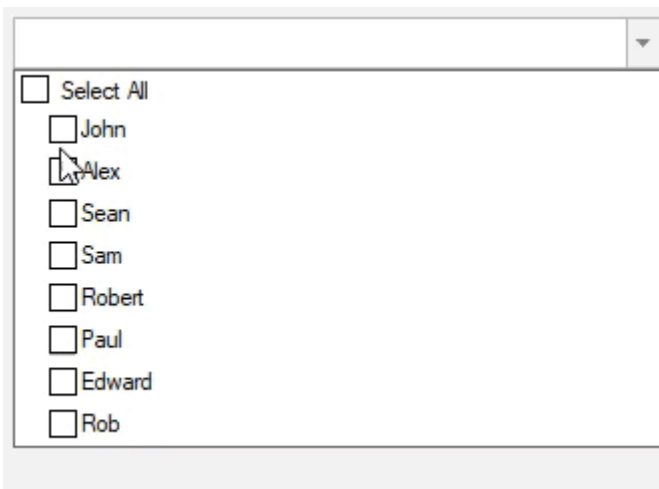 Select All
John
Alex
Sean
Sam
Robert
Paul
Edward
Rob